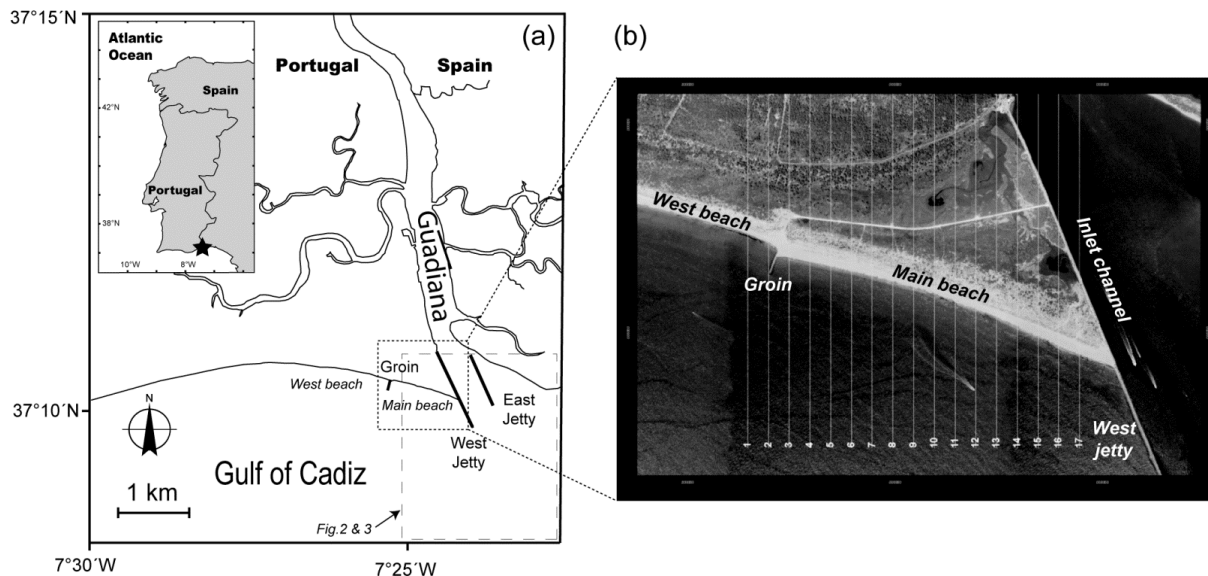 37°15´N
(a)
Atlantic
Ocean
Spain
42°N
Portugal
38°N
10°W
8°W
Portugal
Spain
Guadiana
Groin
West beach
Main beach
East
Jetty
West
Jetty
37°10´N
N
Gulf of Cadiz
1 km
Fig.2 & 3
7°30´W
7°25´W
(b)
West beach
Groin
Main beach
Inlet channel
West
jetty
1
2
3
4
5
6
7
8
9
10
11
12
13
14
15
16
17